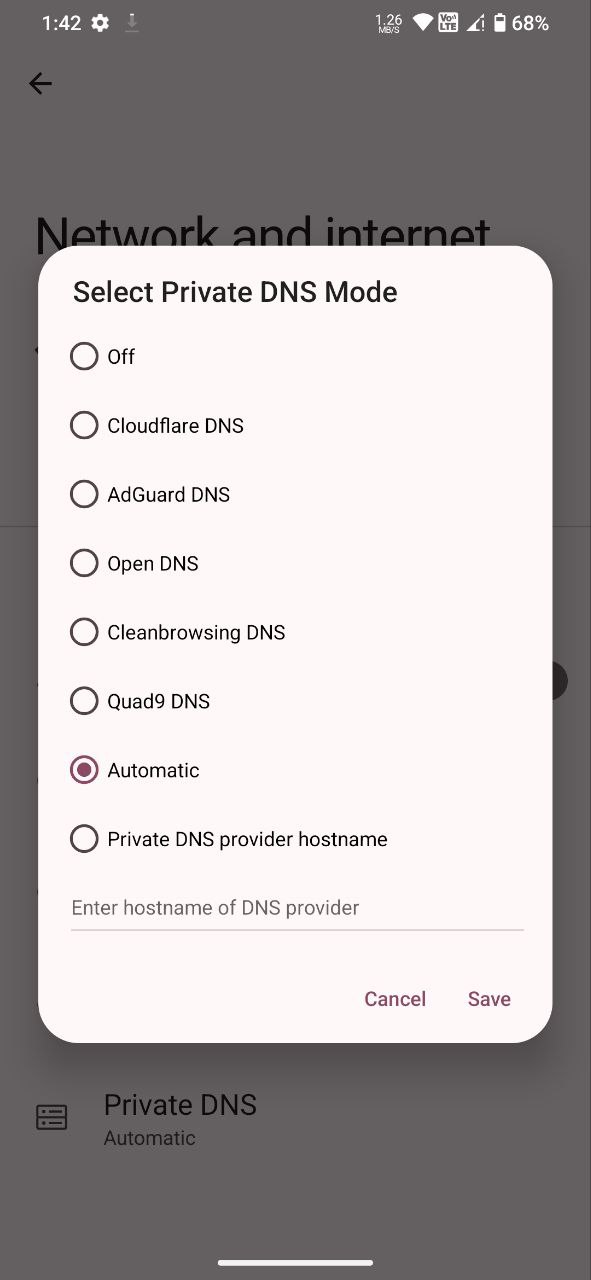 1:42
1.26
MB/S
Vo
LTE
68%
Network and internet
Select Private DNS Mode
Off
Cloudflare DNS
AdGuard DNS
Open DNS
Cleanbrowsing DNS
Quad9 DNS
Automatic
Private DNS provider hostname
Enter hostname of DNS provider
Cancel
Save
Private DNS
Automatic